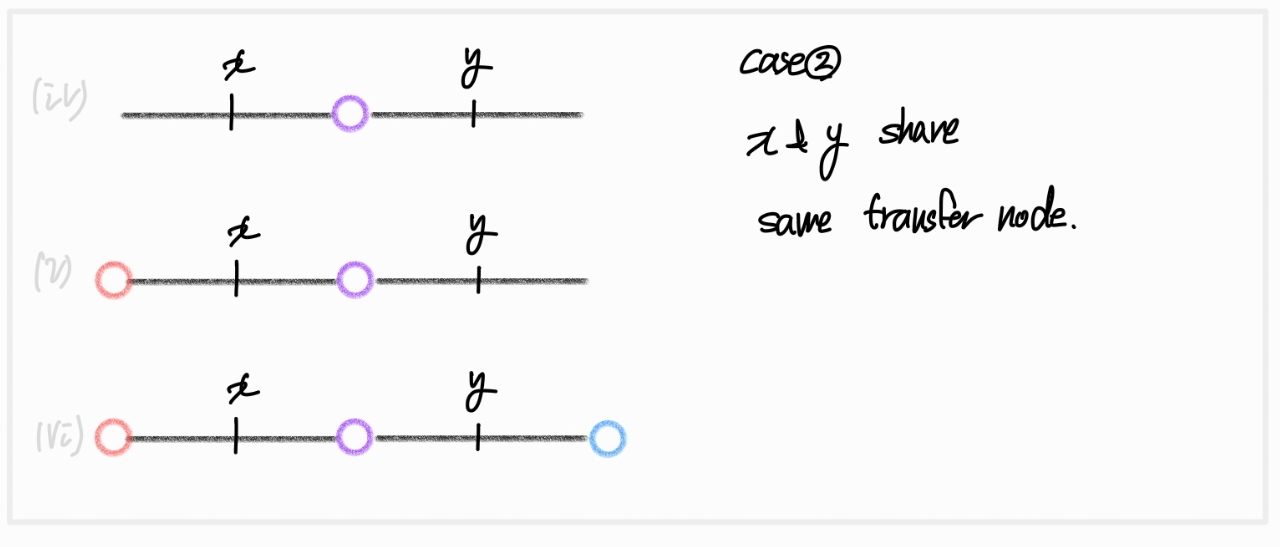 (iv) x y
(v) x y
(vi) x y
case②
x & y share
same transfer node.